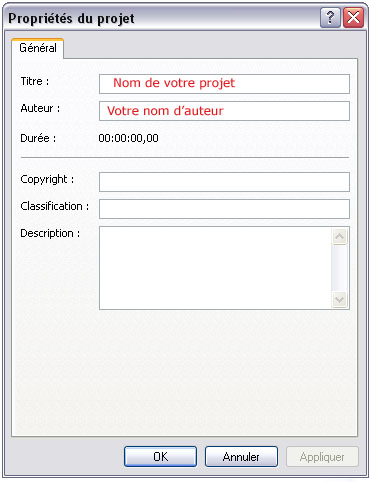 Propriétés du projet
Général
Titre : Nom de votre projet
Auteur : Votre nom d'auteur
Durée : 00:00:00,00
Copyright :
Classification :
Description :
OK Annuler Appliquer